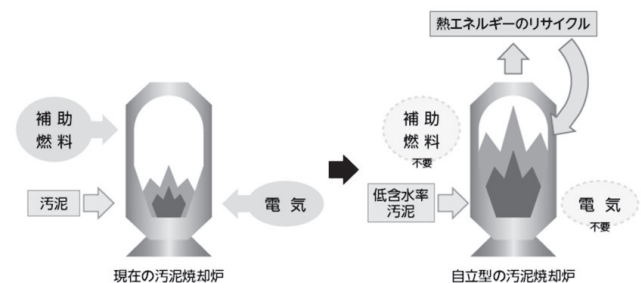 熱エネルギーのリサイクル
補助
燃料
汚泥
電気
現在の汚泥焼却炉
補助
燃料
不要
低含水率
汚泥
電気
不要
自立型の汚泥焼却炉